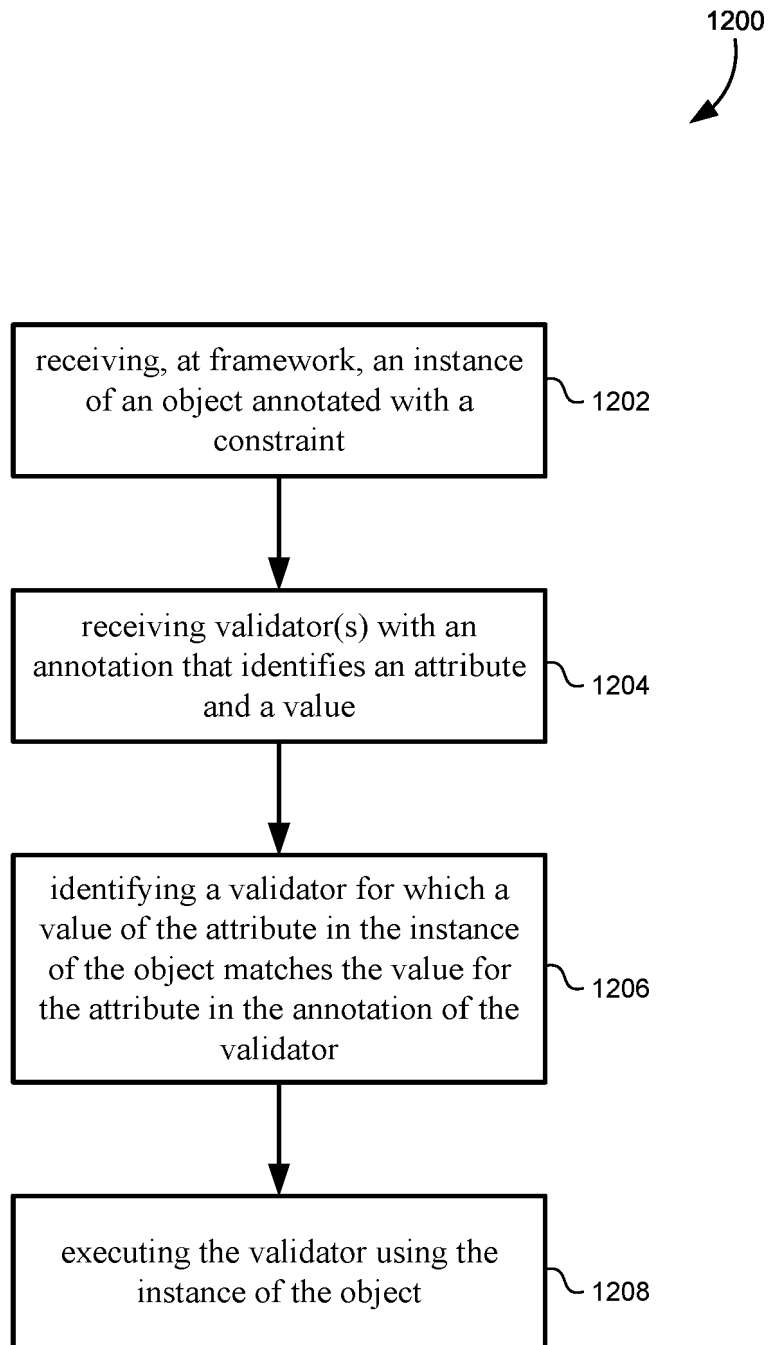 1200
receiving, at framework, an instance
of an object annotated with a
constraint
1202
receiving validator(s) with an
annotation that identifies an attribute
and a value
1204
identifying a validator for which a
value of the attribute in the instance
of the object matches the value for
the attribute in the annotation of the
validator
1206
executing the validator using the
instance of the object
1208